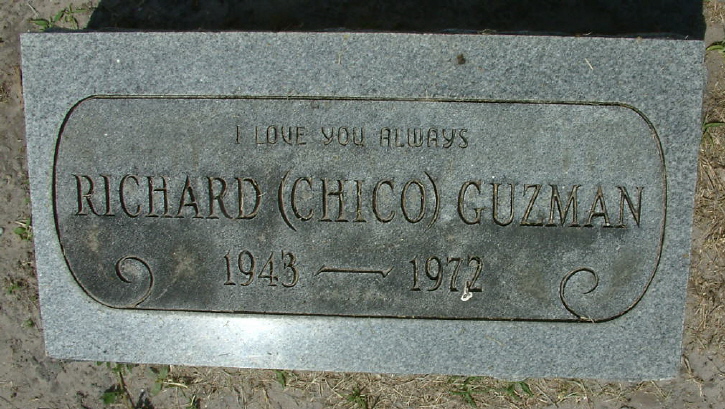 I LOVE YOU ALWAYS
RICHARD (CHICO) GUZMAN
1943 — 1972